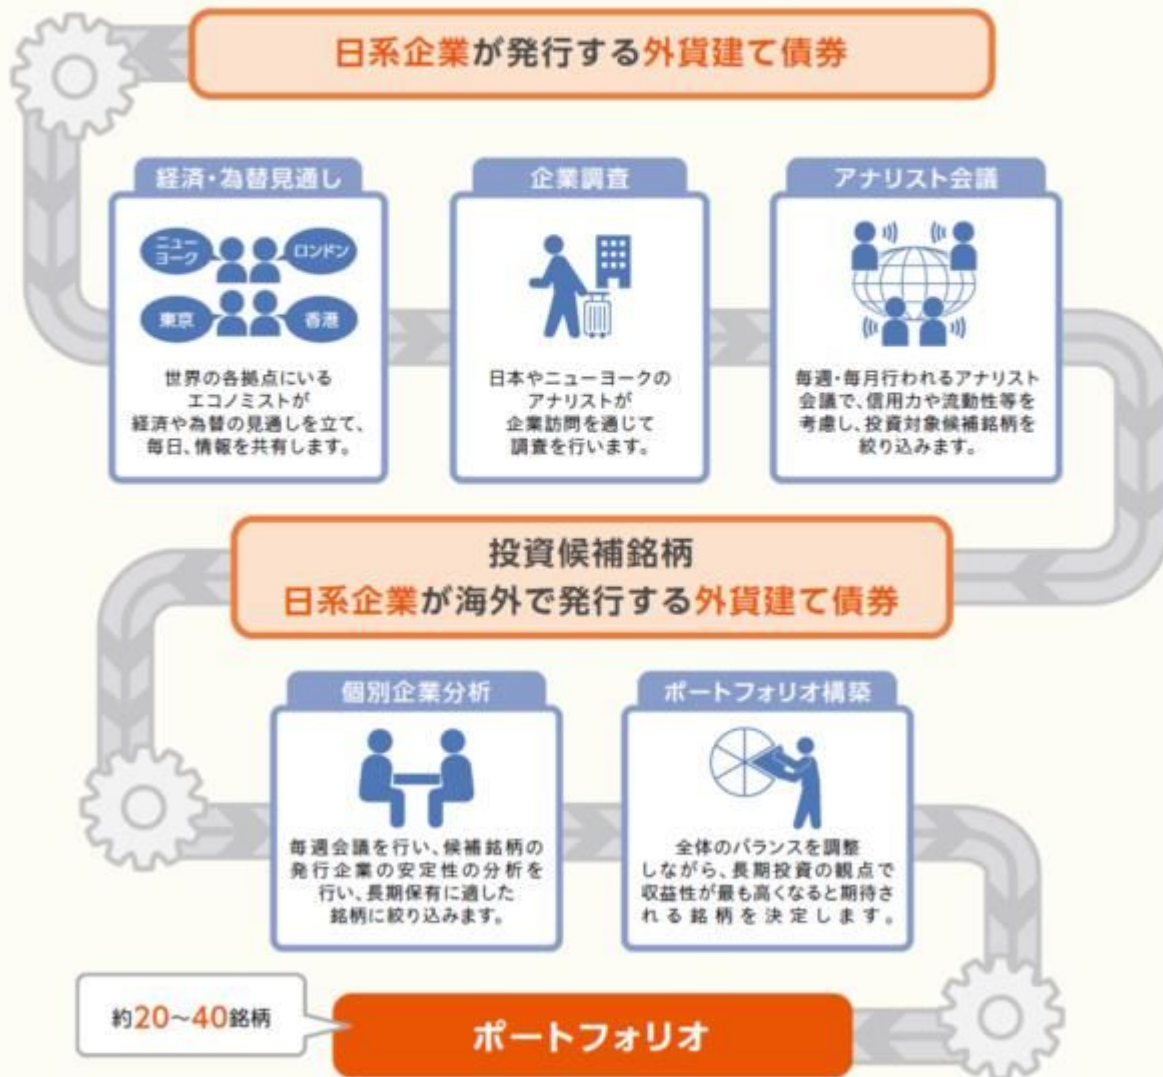 日系企業が発行する外貨建て債券
経済・為替見通し
ニュー
ヨーク
ロンドン
東京
香港
世界の各拠点にいる
エコノミストが
経済や為替の見通しを立て、
毎日、情報を共有します。
企業調査
日本やニューヨークの
アナリストが
企業訪問を通じて
調査を行います。
アナリスト会議
毎週・毎月行われるアナリスト
会議で、信用力や流動性等を
考慮し、投資対象候補銘柄を
絞り込みます。
投資候補銘柄
日系企業が海外で発行する外貨建て債券
個別企業分析
毎週会議を行い、候補銘柄の
発行企業の安定性の分析を
行い、長期保有に適した
銘柄に絞り込みます。
ポートフォリオ構築
全体のバランスを調整
しながら、長期投資の観点で
収益性が最も高くなると期待さ
れる銘柄を決定します。
約20～40銘柄
ポートフォリオ